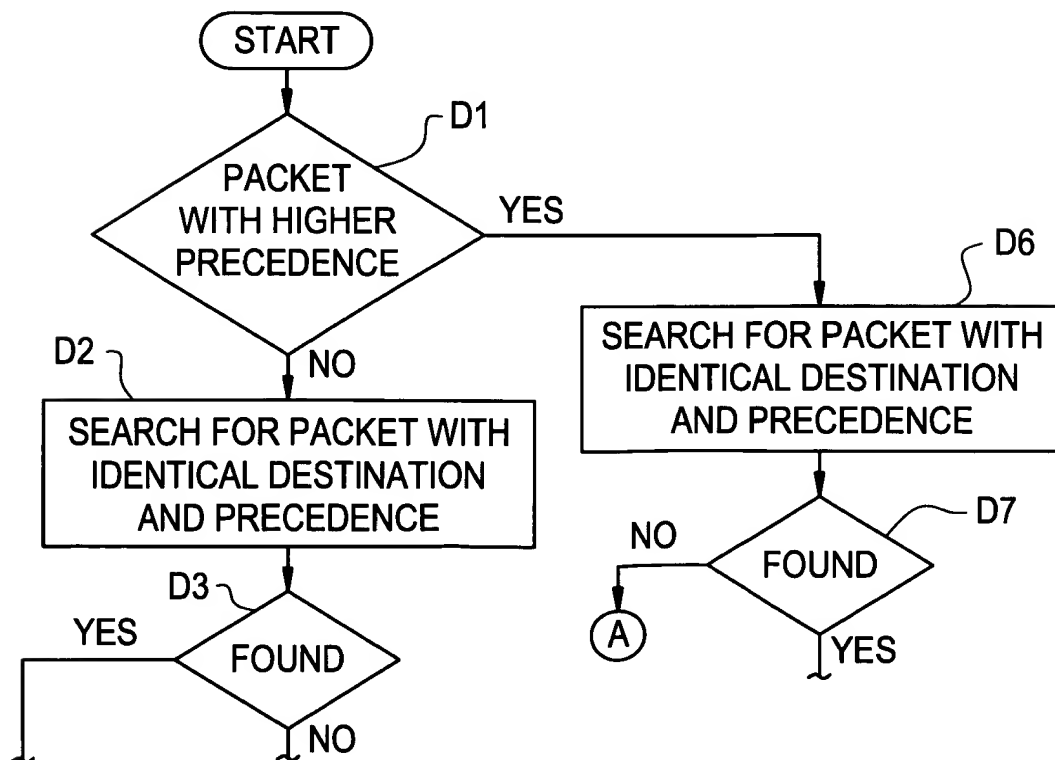 START
D1
PACKET
WITH HIGHER
PRECEDENCE
YES
NO
D2
SEARCH FOR PACKET WITH
IDENTICAL DESTINATION
AND PRECEDENCE
D3
YES
FOUND
NO
D6
SEARCH FOR PACKET WITH
IDENTICAL DESTINATION
AND PRECEDENCE
D7
NO
FOUND
A
YES